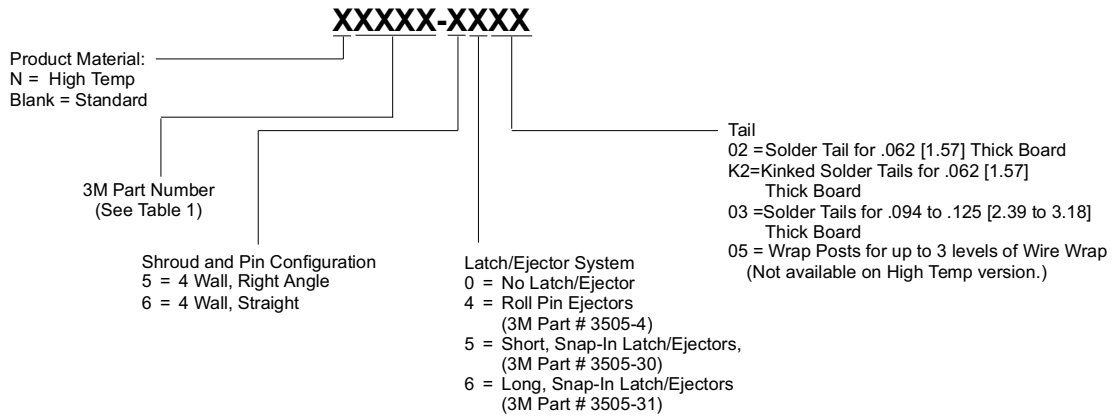 XXXXX-XXXX
Product Material:
N = High Temp
Blank = Standard
3M Part Number
(See Table 1)
Shroud and Pin Configuration
5 = 4 Wall, Right Angle
6 = 4 Wall, Straight
Latch/Ejector System
0 = No Latch/Ejector
4 = Roll Pin Ejectors
(3M Part # 3505-4)
5 = Short, Snap-In Latch/Ejectors,
(3M Part # 3505-30)
6 = Long, Snap-In Latch/Ejectors
(3M Part # 3505-31)
Tail
02 =Solder Tail for .062 [1.57] Thick Board
K2=Kinked Solder Tails for .062 [1.57]
Thick Board
03 =Solder Tails for .094 to .125 [2.39 to 3.18]
Thick Board
05 = Wrap Posts for up to 3 levels of Wire Wrap
(Not available on High Temp version.)